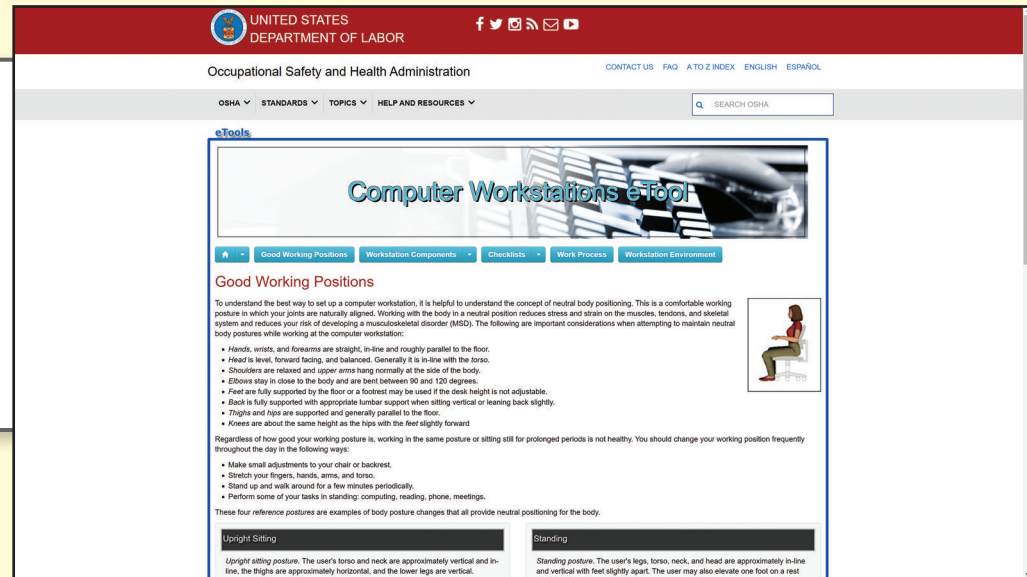 UNITED STATES
DEPARTMENT OF LABOR
Occupational Safety and Health Administration
CONTACT US FAQ A TO Z INDEX ENGLISH ESPAÑOL
OSHA STANDARDS TOPICS HELP AND RESOURCES
SEARCH OSHA
eTools
Computer Workstations eTool
Good Working Positions Workstation Components Checklists Work Process Workstation Environment
Good Working Positions
To understand the best way to set up a computer workstation, it is helpful to understand the concept of neutral body positioning. This is a comfortable working
posture in which your joints are naturally aligned. Working with the body in a neutral position reduces stress and strain on the muscles, tendons, and skeletal
system and reduces your risk of developing a musculoskeletal disorder (MSD). The following are important considerations when attempting to maintain neutral
body postures while working at the computer workstation:
• Hands, wrists, and forearms are straight, in-line and roughly parallel to the floor.
• Head is level, forward facing, and balanced. Generally it is in-line with the torso.
• Shoulders are relaxed and upper arms hang normally at the side of the body.
• Elbows stay in close to the body and are bent between 90 and 120 degrees.
• Feet are fully supported by the floor or a footrest may be used if the desk height is not adjustable.
• Back is fully supported with appropriate lumbar support when sitting vertical or leaning back slightly.
• Thighs and hips are supported and generally parallel to the floor.
• Knees are about the same height as the hips with the feet slightly forward
Regardless of how good your working posture is, working in the same posture or sitting still for prolonged periods is not healthy. You should change your working position frequently
throughout the day in the following ways:
• Make small adjustments to your chair or backrest.
• Stretch your fingers, hands, arms, and torso.
• Stand up and walk around for a few minutes periodically.
• Perform some of your tasks in standing: computing, reading, phone, meetings.
These four reference postures are examples of body posture changes that all provide neutral positioning for the body.
Upright Sitting
Upright sitting posture. The user's torso and neck are approximately vertical and in-
line, the thighs are approximately horizontal, and the lower legs are vertical.
Standing
Standing posture. The user's legs, torso, neck, and head are approximately in-line
and vertical with feet slightly apart. The user may also elevate one foot on a rest